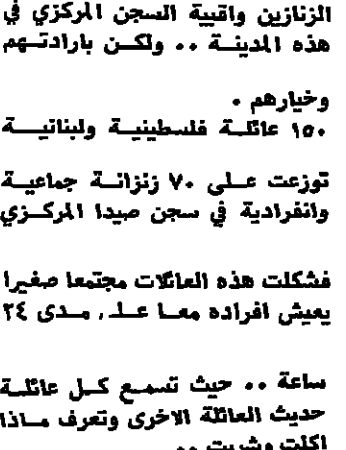 الزنازين واقبية السجن المركزي في
هذه المدينة .. ولكن بارادتهم
وخيارهم .
١٥٠ عائلة فلسطينية ولبنانية
توزعت على ٧٠ زنزانة جماعية
وانفرادية في سجن صيدا المركزي
فشكلت هذه العائلات مجتمعا صغيرا
يعيش افراده معا على مدى ٢٤
ساعة .. حيث تسمع كل عائلة
حديث العائلة الاخرى وتعرف ماذا
اكلت وشربت ..